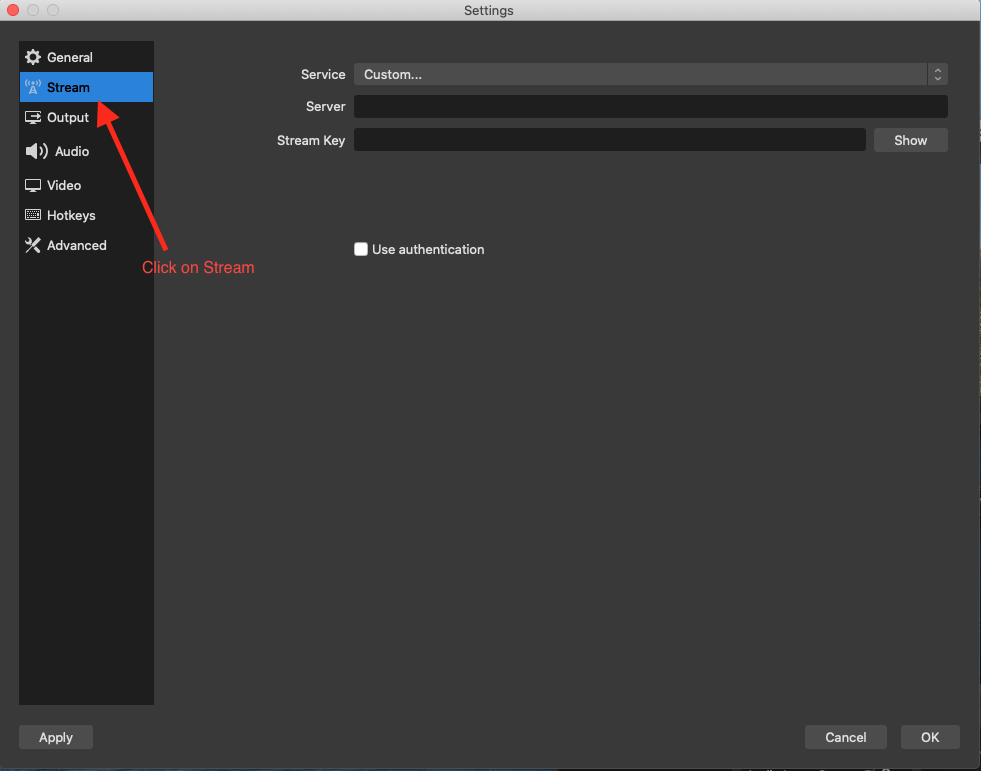 Settings
General
Stream
Output
Audio
Video
Hotkeys
Advanced
Service Custom...
Server
Stream Key Show
Use authentication
Click on Stream
Apply Cancel OK